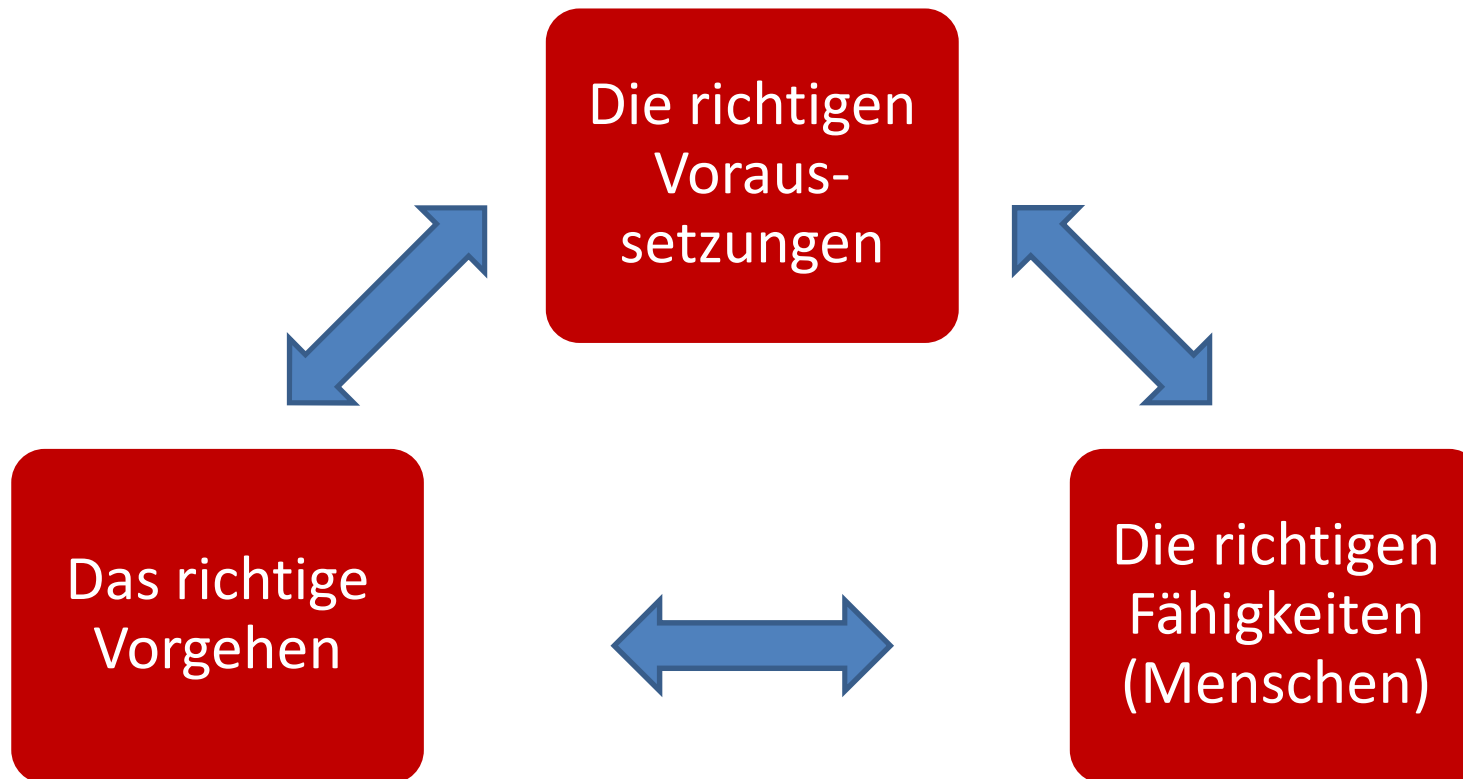 Die richtigen
Voraus-
setzungen
Das richtige
Vorgehen
Die richtigen
Fähigkeiten
(Menschen)